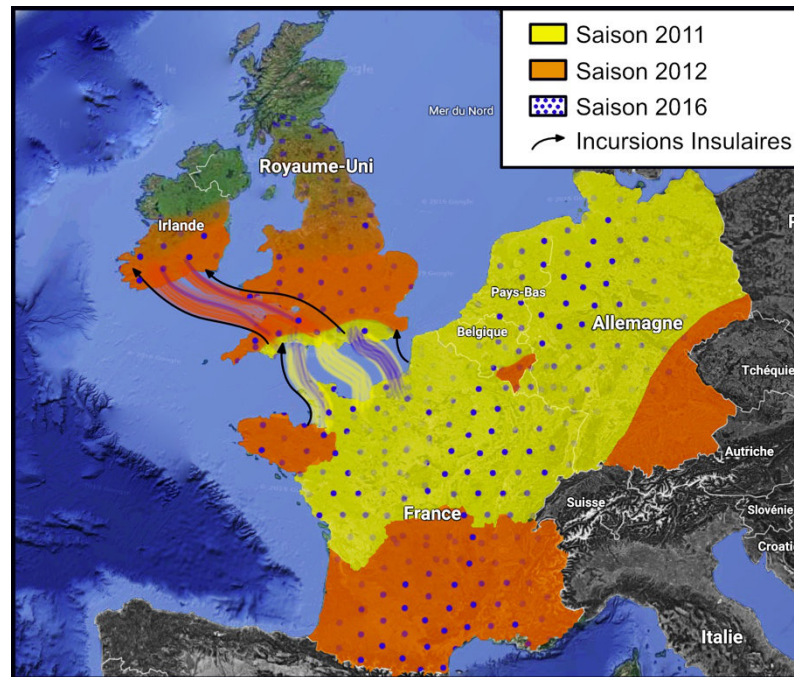 Saison 2011
Saison 2012
Saison 2016
Incursions Insulaires
Mer du Nord
Royaume-Uni
Irlande
Pays-Bas
Belgique
Allemagne
Tchéquie
Autriche
Suisse
France
Slovénie
Croati
Italie